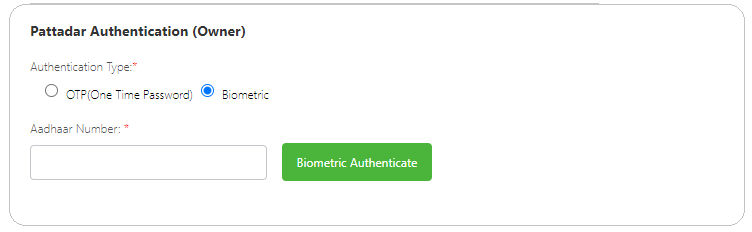 Pattadar Authentication (Owner)
Authentication Type:*
OTP(One Time Password) Biometric
Aadhaar Number: *
Biometric Authenticate